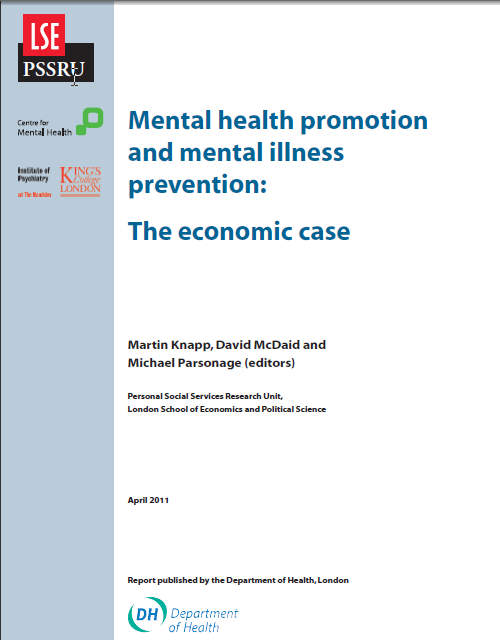 LSE
PSSRU
Centre for
Mental Health
Institute of
Psychiatry
at The Maudsley
KING'S
College
LONDON
Mental health promotion
and mental illness
prevention:
The economic case
Martin Knapp, David McDaid and
Michael Parsonage (editors)
Personal Social Services Research Unit,
London School of Economics and Political Science
April 2011
Report published by the Department of Health, London
DH Department
of Health